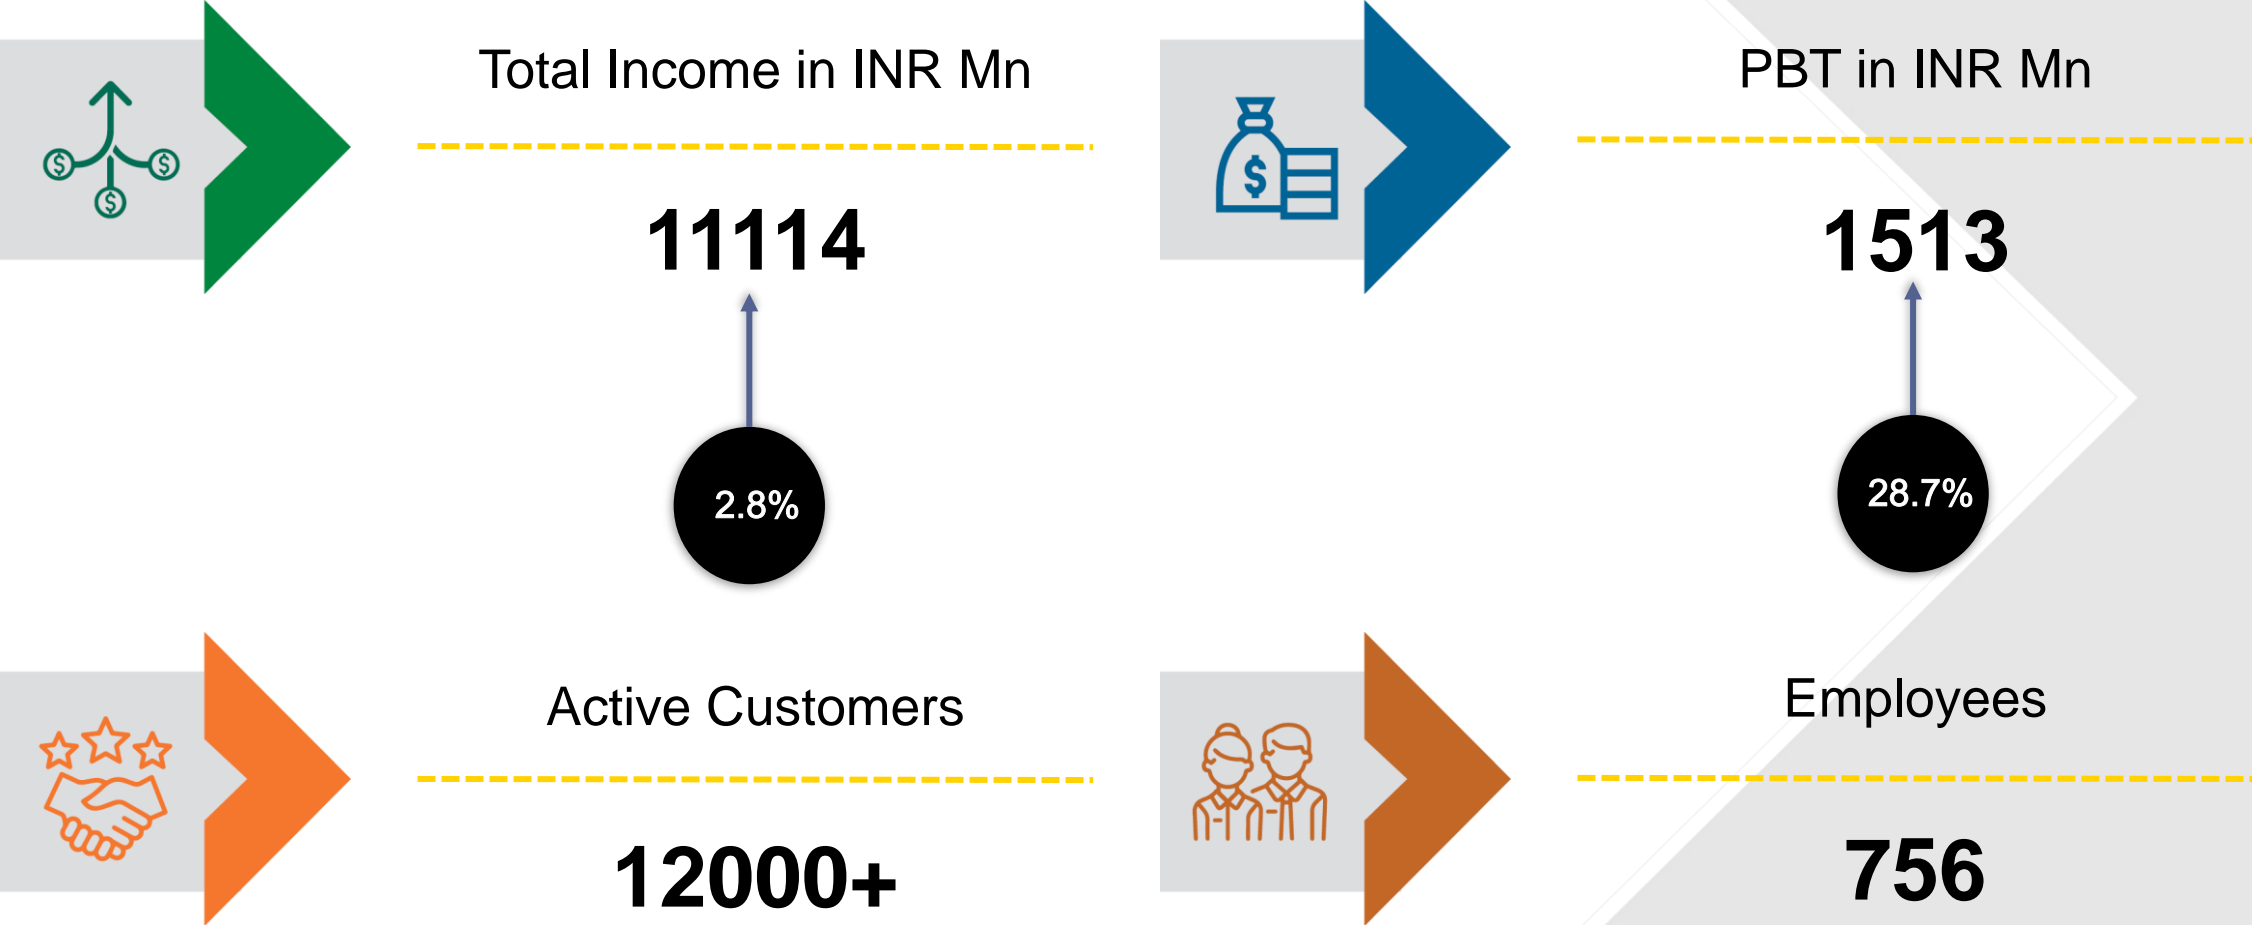 Total Income in INR Mn
11114
2.8%
PBT in INR Mn
1513
28.7%
Active Customers
12000+
Employees
756